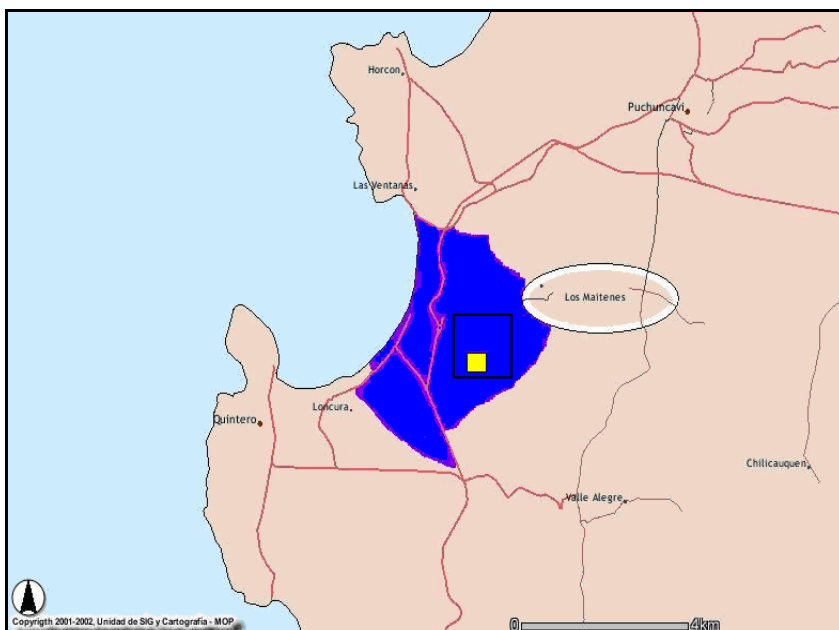 Horcon
Puchuncavi
Las Ventanas
Los Maitenes
Loncura
Quintero
Chilicauquen
Valle Alegre
Copyrigth 2001-2002, Unidad de SIG y Cartografia - MOP
0 4km